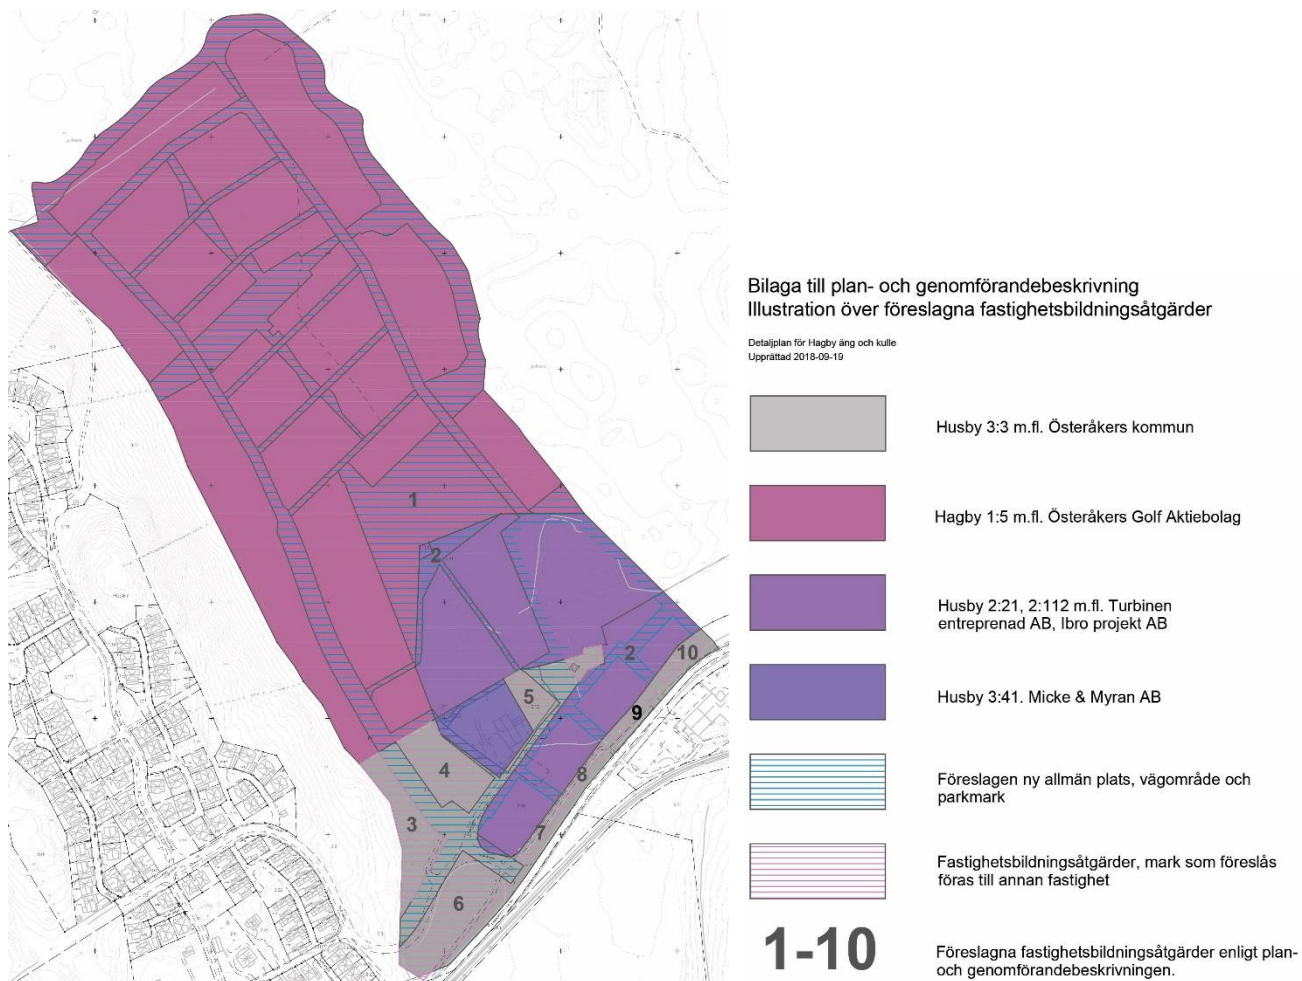 Bilaga till plan- och genomförandebeskrivning
Illustration över föreslagna fastighetsbildningsåtgärder
Detaljplan för Hagby äng och kulle
Upprättad 2018-09-19
Husby 3:3 m.fl. Österåkers kommun
Hagby 1:5 m.fl. Österåkers Golf Aktiebolag
Husby 2:21, 2:112 m.fl. Turbinen
entreprenad AB, Ibro projekt AB
Husby 3:41. Micke & Myran AB
Föreslagen ny allmän plats, vägområde och
parkmark
Fastighetsbildningsåtgärder, mark som föreslås
föras till annan fastighet
1-10
Föreslagna fastighetsbildningsåtgärder enligt plan-
och genomförandebeskrivningen.
1
2
2
10
5
9
4
8
3
7
6